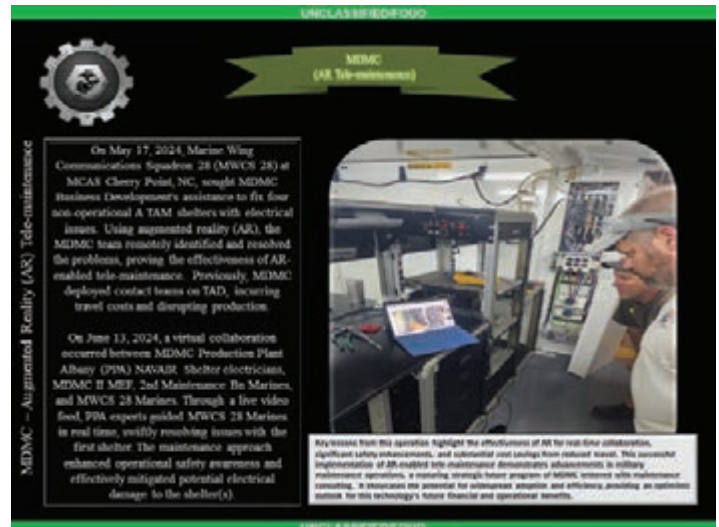 UNCLASSIFIED//FOUO
MDMC
(AR Tele-maintenance)
MDMC - Augmented Reality (AR) Tele-maintenance
On May 17, 2024, Marine Wing
Communications Squadron 28 (MWCS 28) at
MCAS Cherry Point, NC, sought MDMC
Business Development's assistance to fix four
non-operational A TAM shelters with electrical
issues. Using augmented reality (AR), the
MDMC team remotely identified and resolved
the problems, proving the effectiveness of AR-
enabled tele-maintenance. Previously, MDMC
deployed contact teams on TAD, incurring
travel costs and disrupting production.
On June 13, 2024, a virtual collaboration
occurred between MDMC Production Plant
Albany (PPA) NAVAIR Shelter electricians,
MDMC II MEF, 2nd Maintenance Bn Marines,
and MWCS 28 Marines. Through a live video
feed, PPA experts guided MWCS 28 Marines
in real time, swiftly resolving issues with the
first shelter. The maintenance approach
enhanced operational safety awareness and
effectively mitigated potential electrical
damage to the shelter(s).
Key lessons from this operation highlight the effectiveness of AR for real-time collaboration,
significant safety enhancements, and substantial cost savings from reduced travel. This successful
implementation of AR-enabled tele-maintenance demonstrates advancements in military
maintenance operations, a maturing strategic future program of MDMC entwined with maintenance
consulting. It showcases the potential for widespread adoption and efficiency, providing an optimistic
outlook for this technology's future financial and operational benefits.
UNCLASSIFIED//FOUO